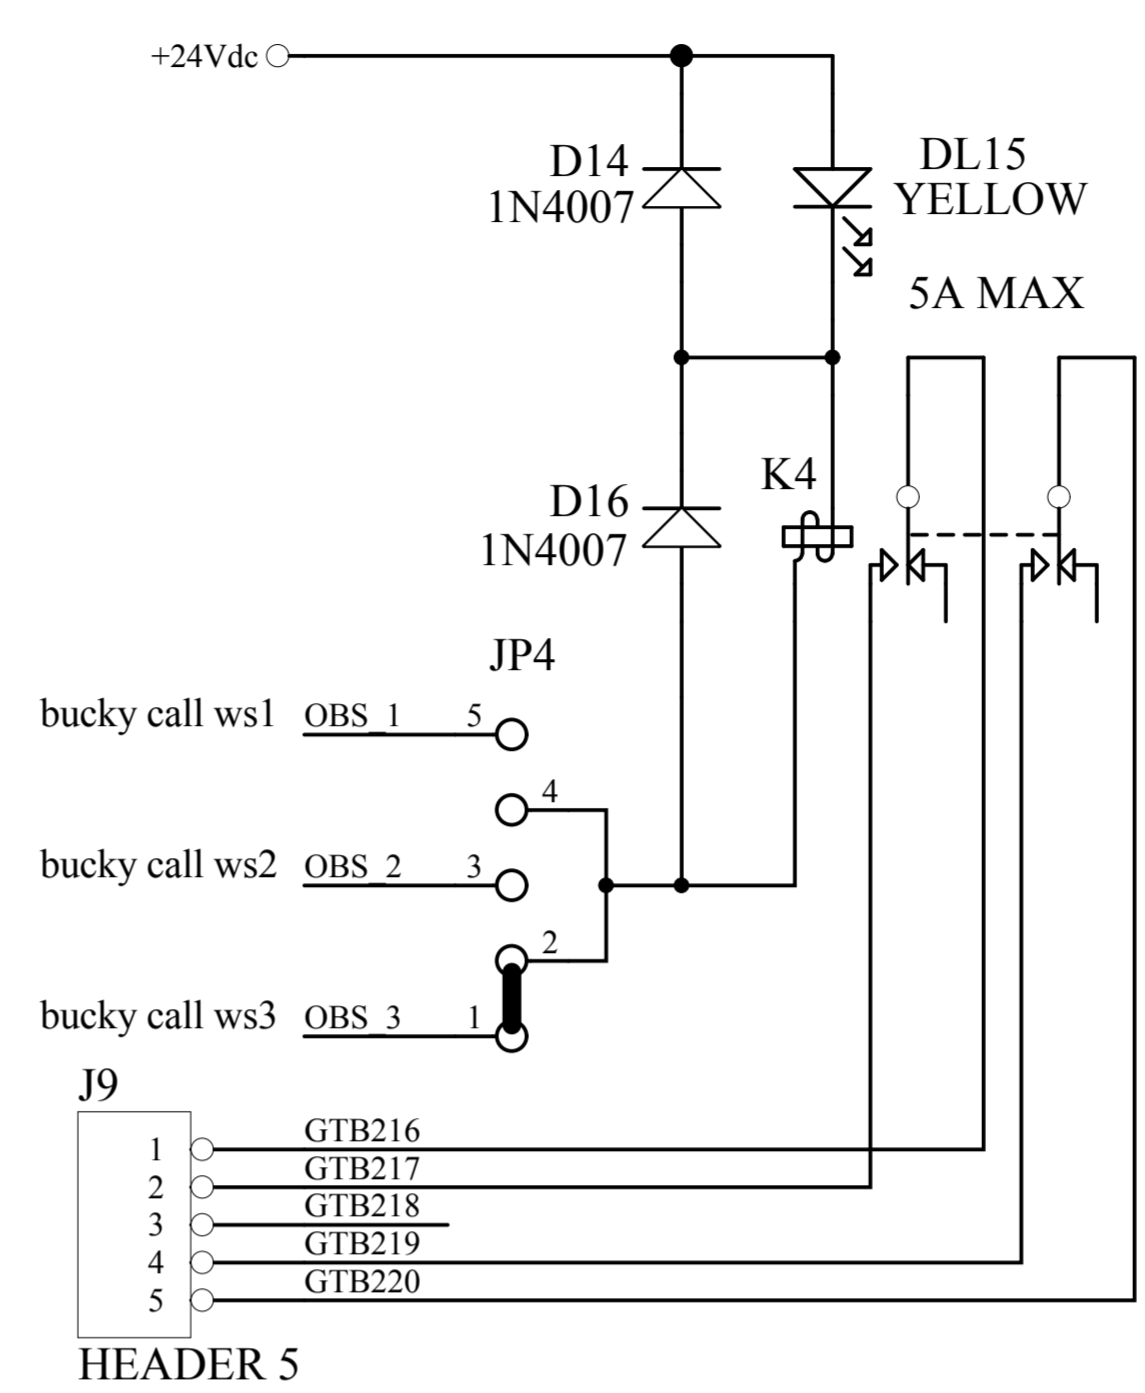 +24Vdc
D14
1N4007
DL15
YELLOW
5A MAX
D16
1N4007
K4
JP4
bucky call ws1 OBS_1 5
4
bucky call ws2 OBS_2 3
2
bucky call ws3 OBS_3 1
J9
1 GTB216
2 GTB217
3 GTB218
4 GTB219
5 GTB220
HEADER 5